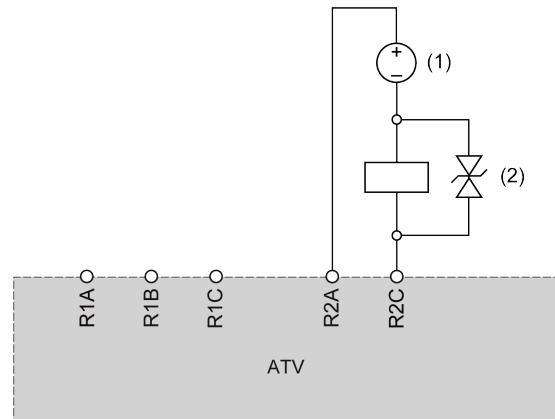 +
(1)
−
(2)
R1A
R1B
R1C
R2A
R2C
ATV